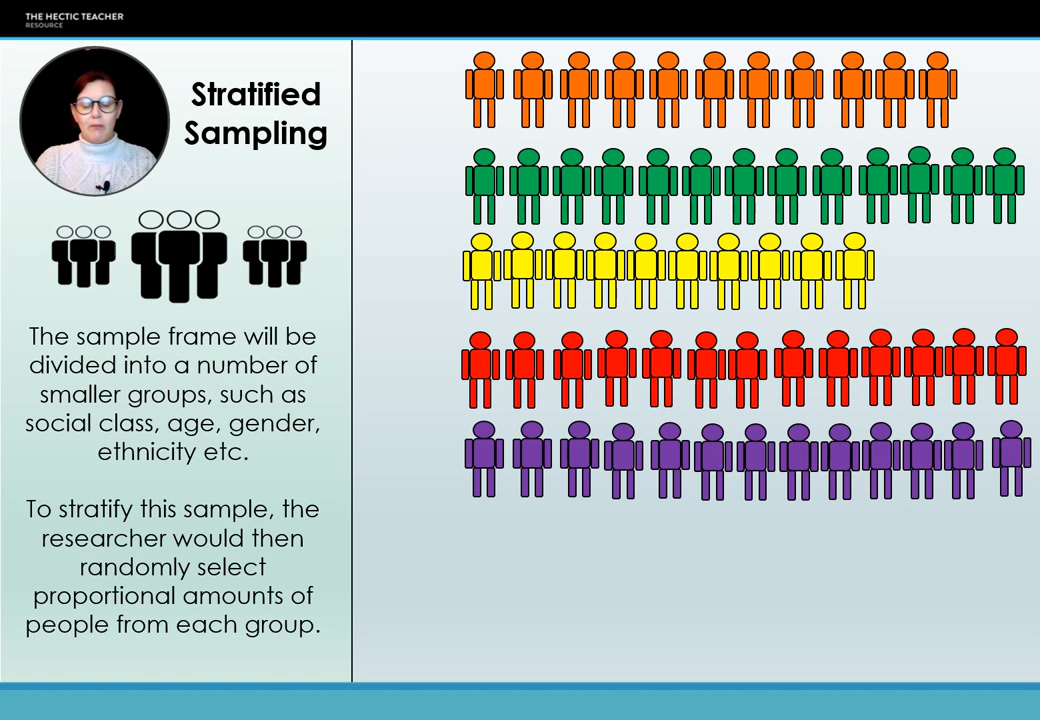 THE HECTIC TEACHER
RESOURCE
Stratified
Sampling
The sample frame will be
divided into a number of
smaller groups, such as
social class, age, gender,
ethnicity etc.
To stratify this sample, the
researcher would then
randomly select
proportional amounts of
people from each group.